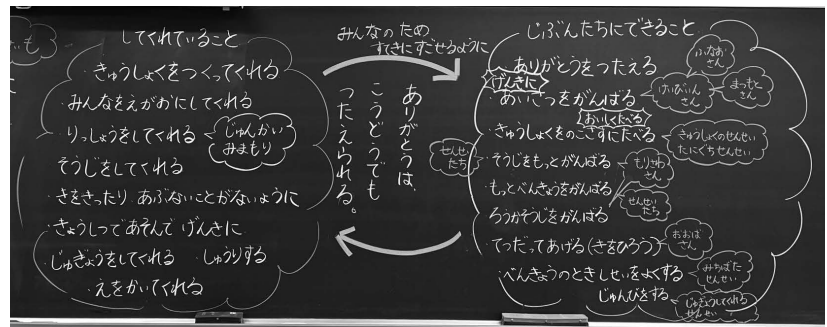 いも
してくれていること
・きゅうしょくをつくってくれる
・みんなをえがおにしてくれる
・りっしょうをしてくれる
じゅんかい
みまもり
そうじをしてくれる
・きをきったり あぶないことがないように
・きょうしつであそんで げんきに
・じゅぎょうをしてくれる ・しゅうりする
・えをかいてくれる
みんなのため
すてきにすごせるように
ありがとうは、
こうどうでも
つたえられる。
じぶんたちにできること
ありがとうをつたえる
ふなお
さん
げんきに
・あいさつをがんばる
けいびいん
さん
まつもと
さん
おいしくたべる
・きゅうしょくをのこさずにたべる
きゅうしょくのせんせい
たにぐちせんせい
せんせい
たち
・そうじをもっとがんばる
もりさわ
さん
・もっとべんきょうをがんばる
せんせい
たち
ろうかそうじをがんばる
・てつだってあげる(きをひろう)
おおば
さん
・べんきょうのときしせいをよくする
みちばた
せんせい
じゅんびをする
じゅぎょうしてくれる
せんせい